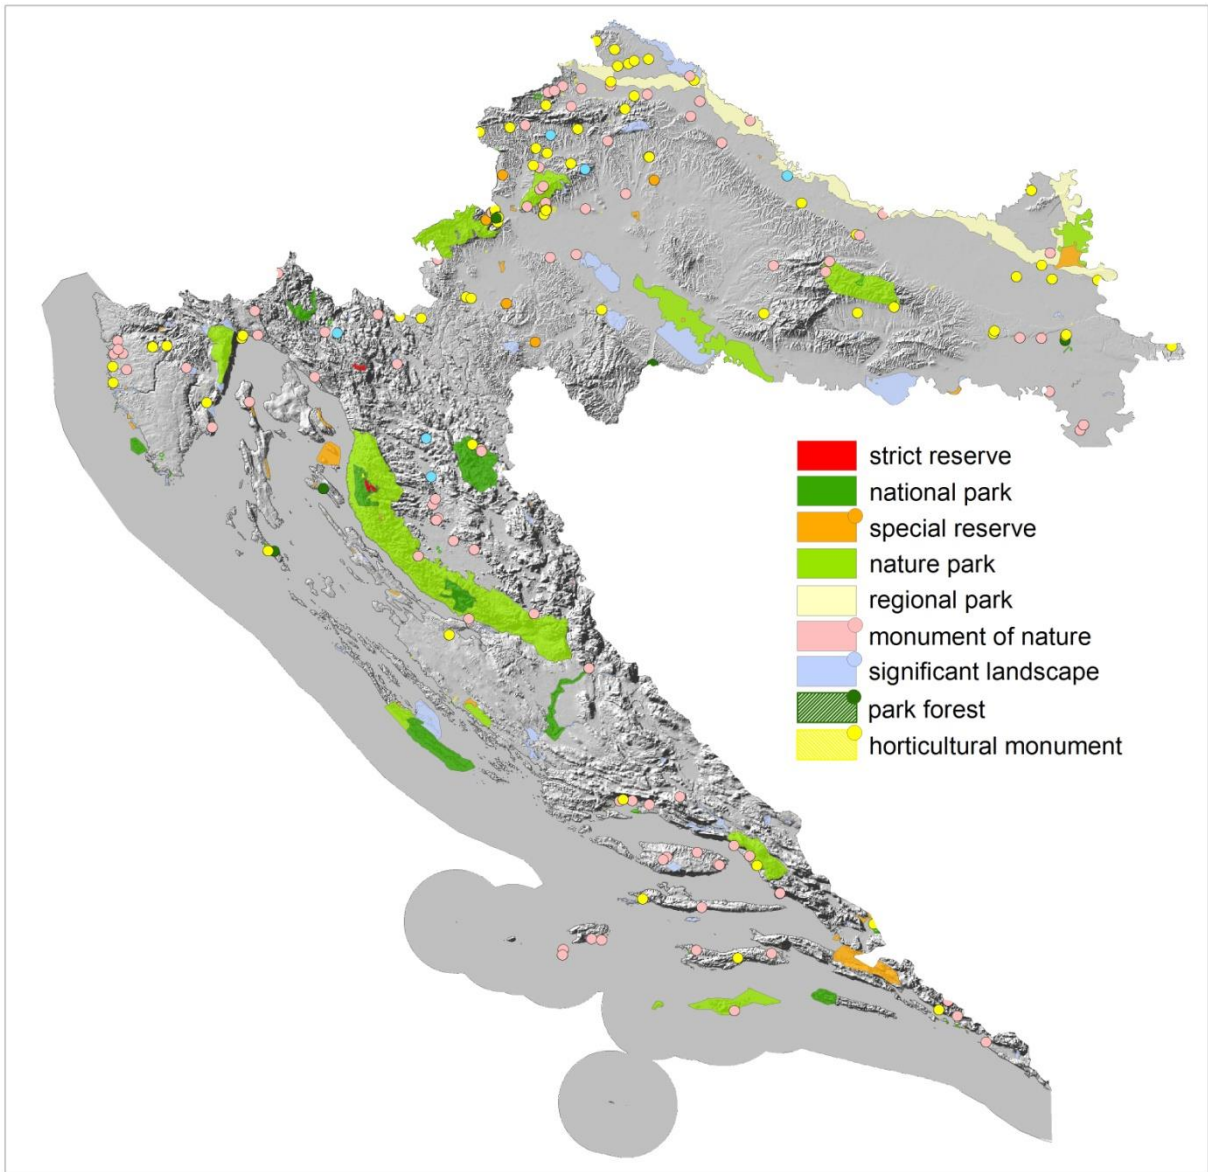 strict reserve
national park
special reserve
nature park
regional park
monument of nature
significant landscape
park forest
horticultural monument